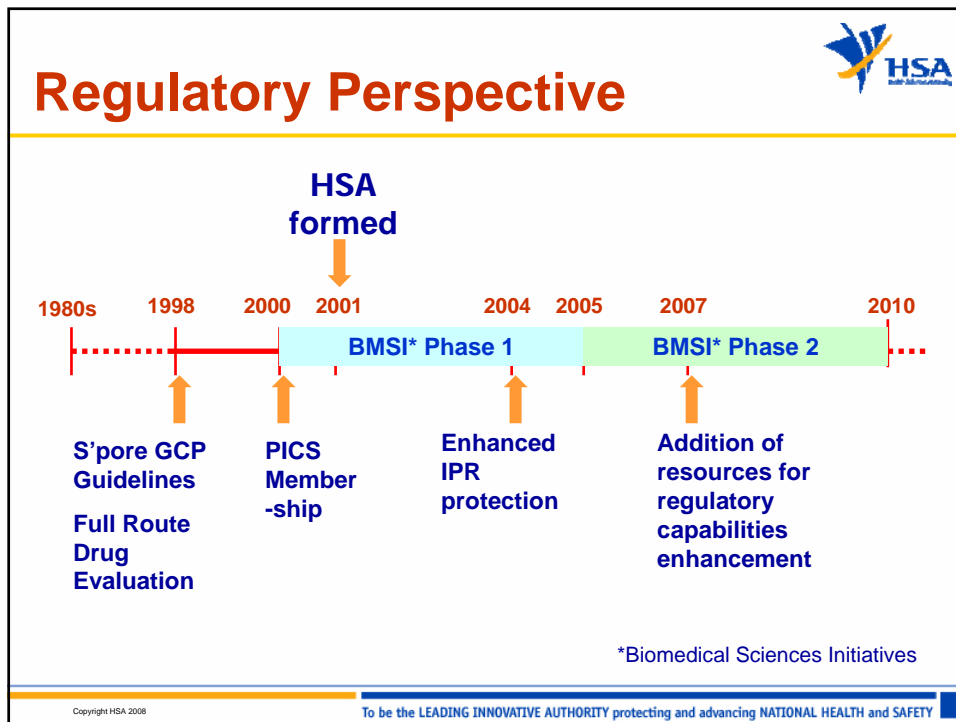 Regulatory Perspective
HSA
HSA
formed
1980s 1998 2000 2001 2004 2005 2007 2010
BMSI* Phase 1 BMSI* Phase 2
S'pore GCP
Guidelines
Full Route
Drug
Evaluation
PICS
Member
-ship
Enhanced
IPR
protection
Addition of
resources for
regulatory
capabilities
enhancement
*Biomedical Sciences Initiatives
Copyright HSA 2008
To be the LEADING INNOVATIVE AUTHORITY protecting and advancing NATIONAL HEALTH and SAFETY